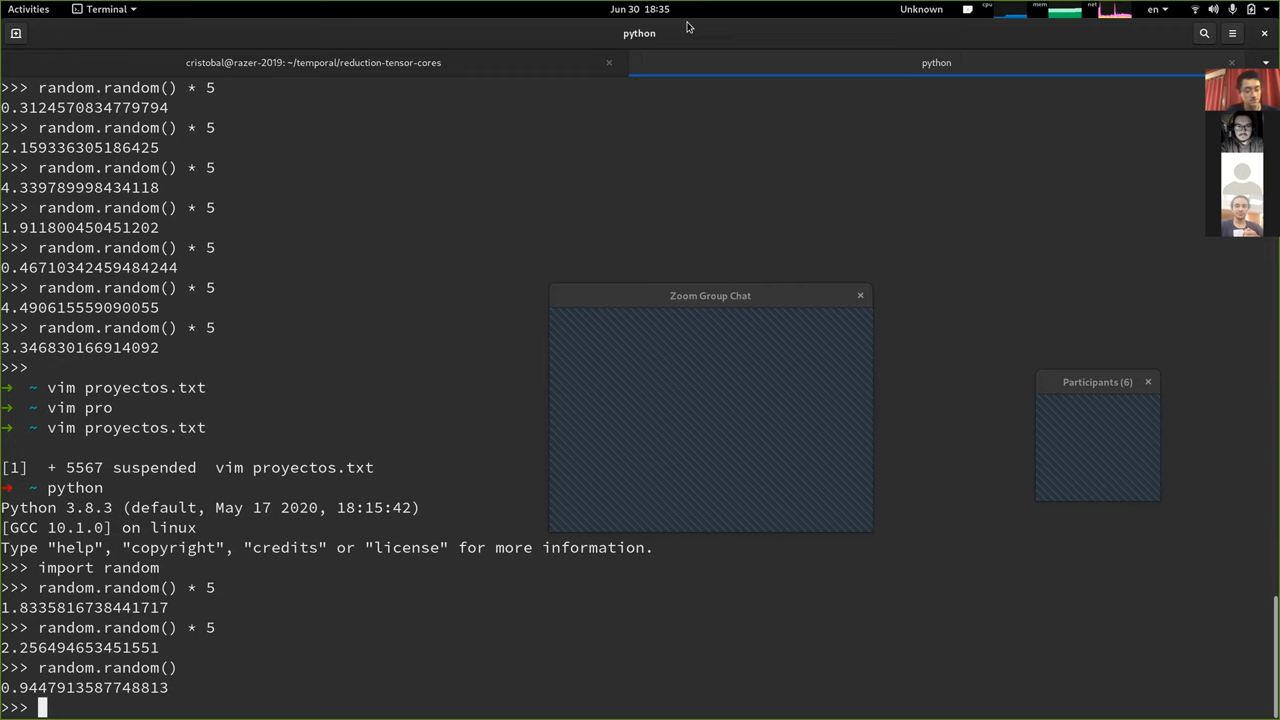 Activities Terminal Jun 30 18:35 Unknown cpu mem net en
python
cristobal@razer-2019: ~/temporal/reduction-tensor-cores × python ×
>>> random.random() * 5
0.3124570834779794
>>> random.random() * 5
2.159336305186425
>>> random.random() * 5
4.339789998434118
>>> random.random() * 5
1.911800450451202
>>> random.random() * 5
0.46710342459484244
>>> random.random() * 5
4.490615559090055
>>> random.random() * 5
3.346830166914092
>>>
→ ~ vim proyectos.txt
→ ~ vim pro
→ ~ vim proyectos.txt
[1] + 5567 suspended vim proyectos.txt
→ ~ python
Python 3.8.3 (default, May 17 2020, 18:15:42)
[GCC 10.1.0] on linux
Type "help", "copyright", "credits" or "license" for more information.
>>> import random
>>> random.random() * 5
1.8335816738441717
>>> random.random() * 5
2.256494653451551
>>> random.random()
0.9447913587748813
>>>
Zoom Group Chat ×
Participants (6) ×